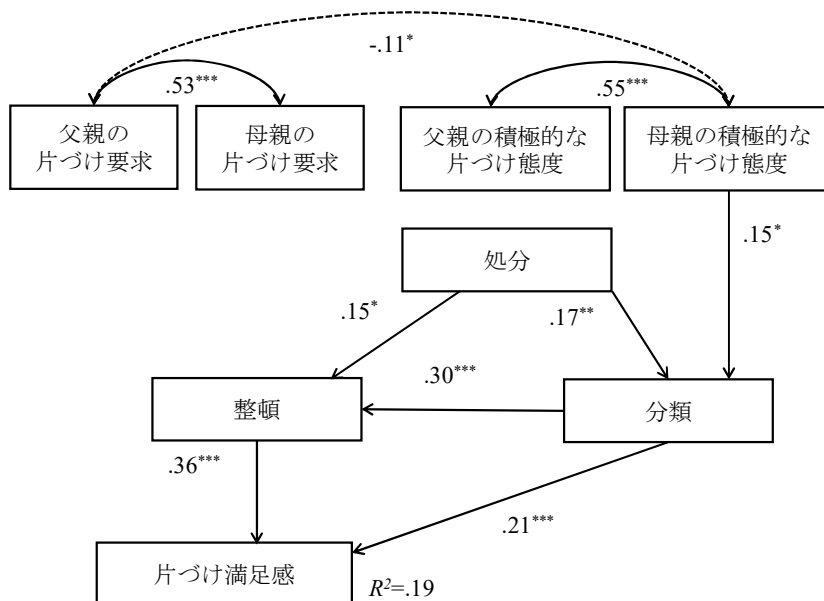 -.11*
.53***
.55***
父親の
片づけ要求
母親の
片づけ要求
父親の積極的な
片づけ態度
母親の積極的な
片づけ態度
.15*
処分
.15*
.17**
.30***
整頓
分類
.36***
.21***
片づけ満足感
R²=.19